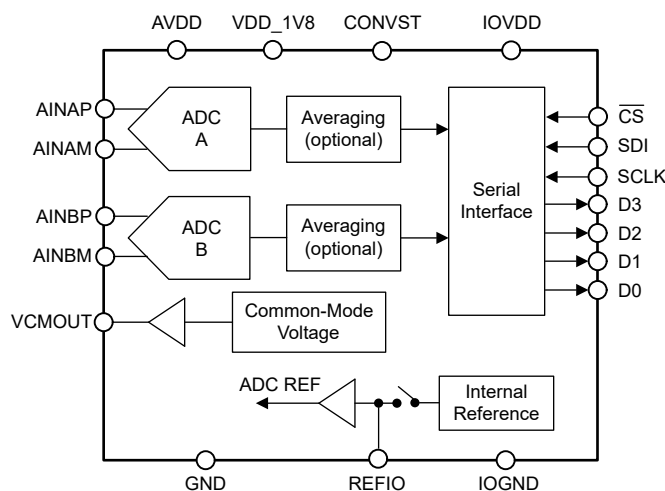 AVDD
VDD_1V8
CONVST
IOVDD
AINAP
AINAM
ADC
A
Averaging
(optional)
CS
SDI
SCLK
D3
D2
D1
D0
Serial
Interface
AINBP
AINBM
ADC
B
Averaging
(optional)
VCMOUT
Common-Mode
Voltage
ADC REF
Internal
Reference
GND
REFIO
IOGND